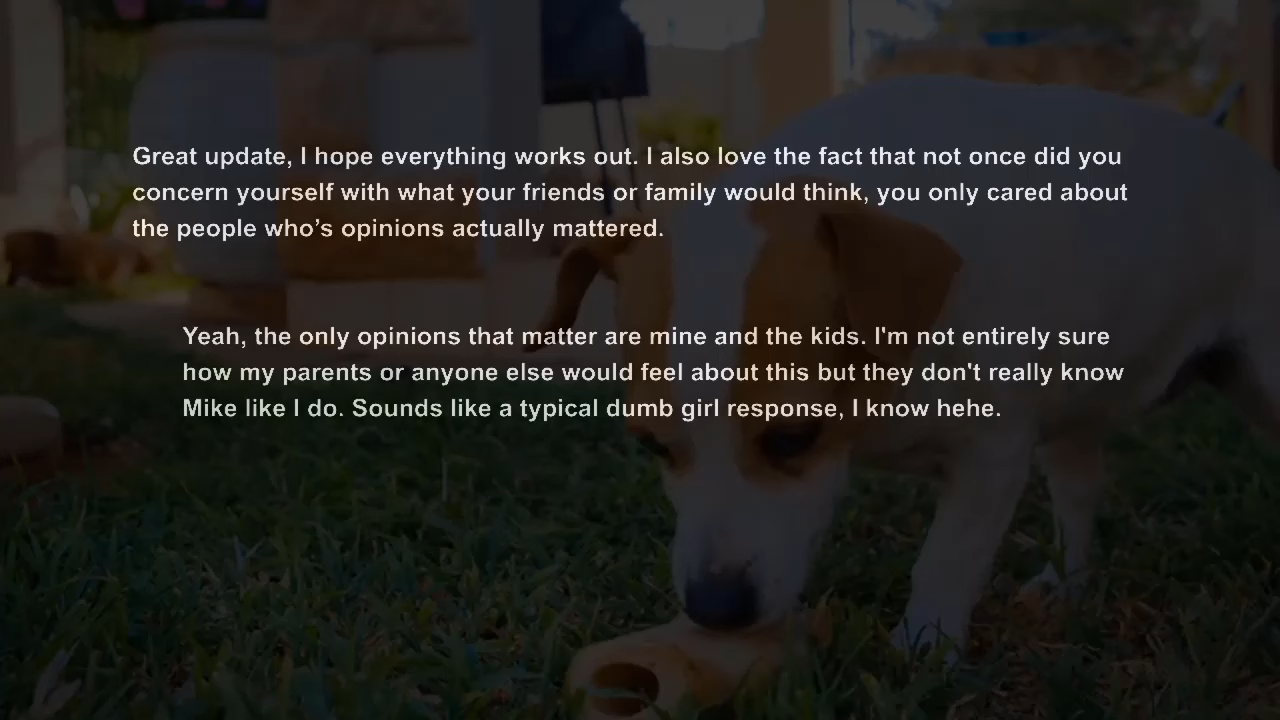 Great update, I hope everything works out. I also love the fact that not once did you
concern yourself with what your friends or family would think, you only cared about
the people who’s opinions actually mattered.
Yeah, the only opinions that matter are mine and the kids. I'm not entirely sure
how my parents or anyone else would feel about this but they don't really know
Mike like I do. Sounds like a typical dumb girl response, I know hehe.